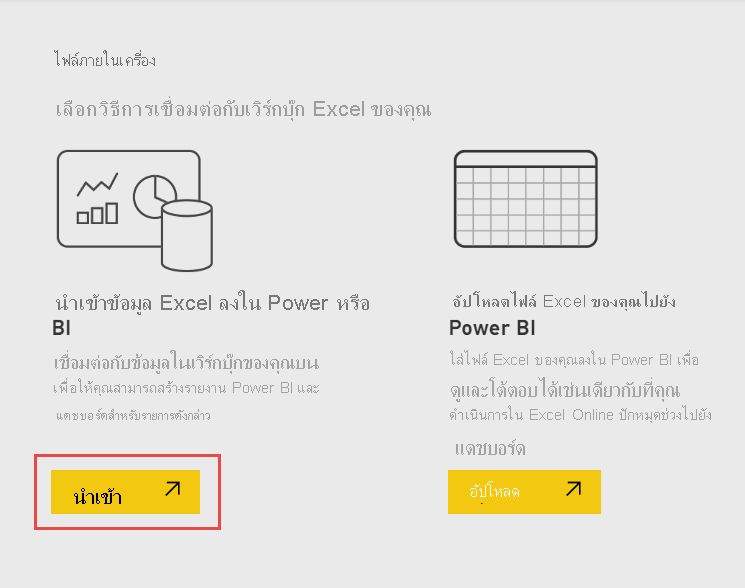 ไฟล์ภายในเครื่อง
เลือกวิธีการเชื่อมต่อกับเวิร์กบุ๊ก Excel ของคุณ
นำเข้าข้อมูล Excel ลงใน Power หรือ
BI
เชื่อมต่อกับข้อมูลในเวิร์กบุ๊กของคุณบน
เพื่อให้คุณสามารถสร้างรายงาน Power BI และ
แดชบอร์ดสำหรับรายการดังกล่าว
นำเข้า
อัปโหลดไฟล์ Excel ของคุณไปยัง
Power BI
ใส่ไฟล์ Excel ของคุณลงใน Power BI เพื่อ
ดูและโต้ตอบได้เช่นเดียวกับที่คุณ
ดำเนินการใน Excel Online ปักหมุดช่วงไปยัง
แดชบอร์ด
อัปโหลด